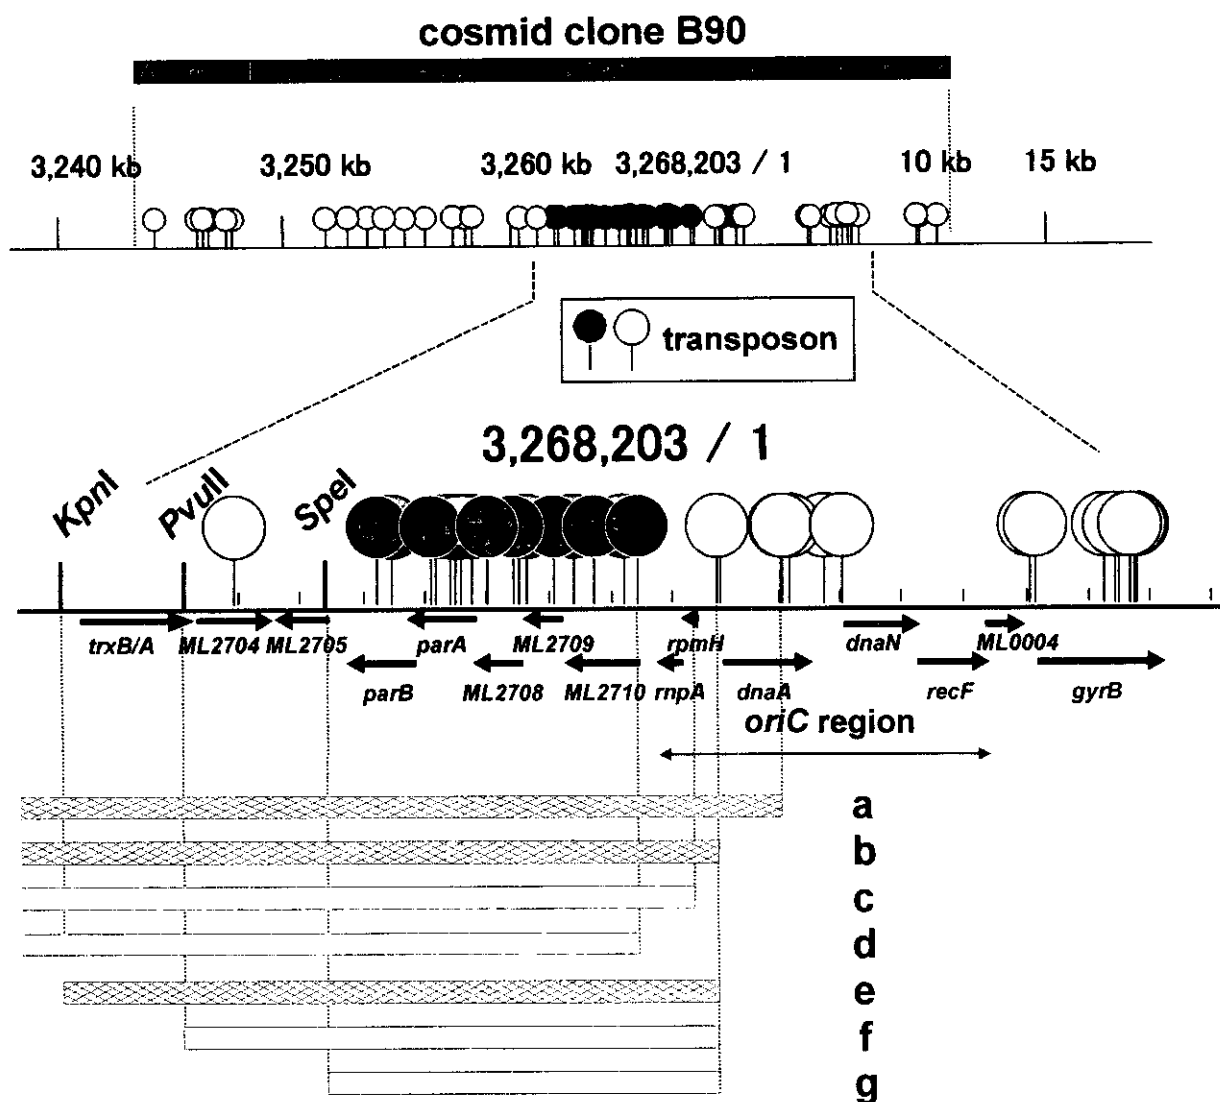 cosmid clone B90
3,240 kb 3,250 kb 3,260 kb 3,268,203 / 1 10 kb 15 kb
transposon
3,268,203 / 1
KpnI PvuII SpeI
trxB/A ML2704 ML2705 parA ML2709 rpmH dnaN ML0004
parB ML2708 ML2710 rnpA dnaA recF gyrB
oriC region
a
b
c
d
e
f
g